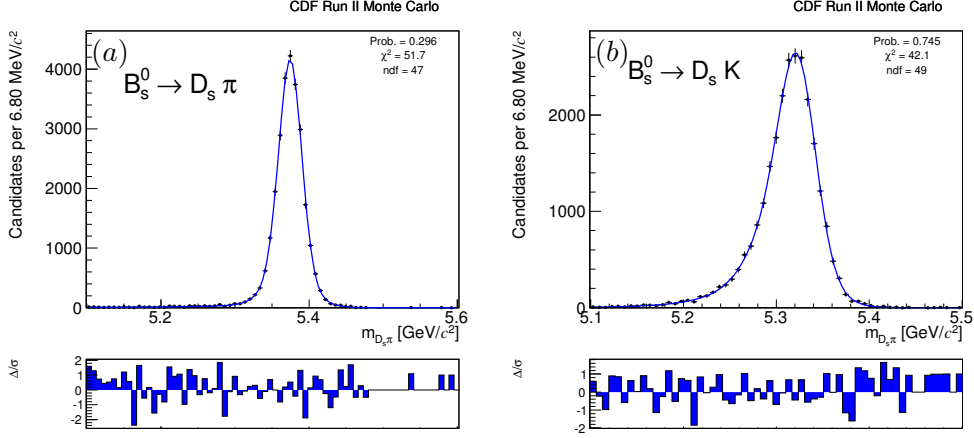 CDF Run II Monte Carlo
(a)
B⁰ₛ → Dₛ π
Prob. = 0.296
χ² = 51.7
ndf = 47
Candidates per 6.80 MeV/c²
4000
3000
2000
1000
0
5.2
5.4
5.6
m_Dₛπ [GeV/c²]
Δ/σ
2
1
0
-1
-2
CDF Run II Monte Carlo
(b)
B⁰ₛ → Dₛ K
Prob. = 0.745
χ² = 42.1
ndf = 49
Candidates per 6.80 MeV/c²
2000
1000
0
5.1
5.2
5.3
5.4
5.5
m_Dₛπ [GeV/c²]
Δ/σ
1
0
-1
-2